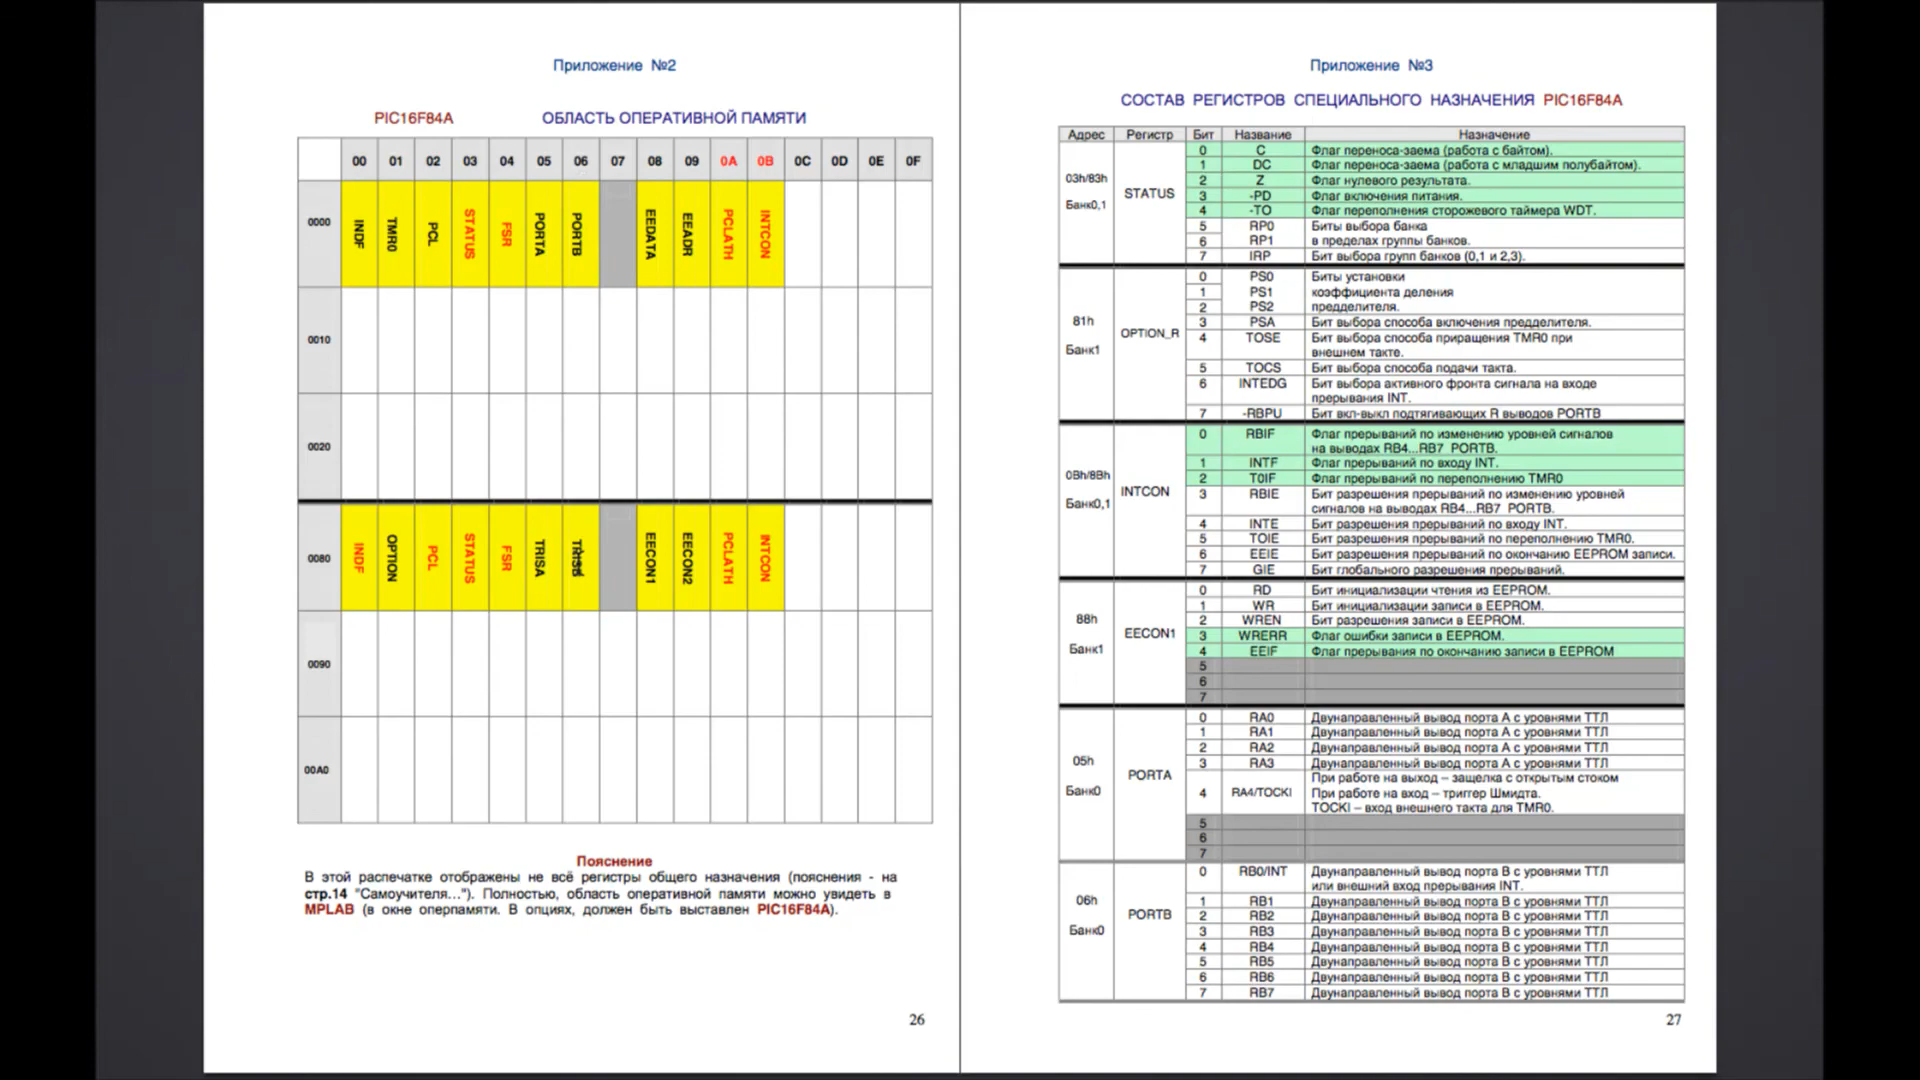 Приложение №2
PIC16F84A ОБЛАСТЬ ОПЕРАТИВНОЙ ПАМЯТИ
00 01 02 03 04 05 06 07 08 09 0A 0B 0C 0D 0E 0F
0000 INDF TMR0 PCL STATUS FSR PORTA PORTB EEDATA EEADR PCLATH INTCON
0010
0020
0080 INDF OPTION PCL STATUS FSR TRISA TRISB EECON1 EECON2 PCLATH INTCON
0090
00A0
Пояснение
В этой распечатке отображены не всё регистры общего назначения (пояснения - на
стр.14 "Самоучителя..."). Полностью, область оперативной памяти можно увидеть в
MPLAB (в окне оперпамяти. В опциях, должен быть выставлен PIC16F84A).
26
Приложение №3
СОСТАВ РЕГИСТРОВ СПЕЦИАЛЬНОГО НАЗНАЧЕНИЯ PIC16F84A
Адрес Регистр Бит Название Назначение
03h/83h
Банк0,1
STATUS
0 C Флаг переноса-заема (работа с байтом).
1 DC Флаг переноса-заема (работа с младшим полубайтом).
2 Z Флаг нулевого результата.
3 -PD Флаг включения питания.
4 -TO Флаг переполнения сторожевого таймера WDT.
5 RP0 Биты выбора банка
6 RP1 в пределах группы банков.
7 IRP Бит выбора групп банков (0,1 и 2,3).
81h
Банк1
OPTION_R
0 PS0 Биты установки
1 PS1 коэффициента деления
2 PS2 предделителя.
3 PSA Бит выбора способа включения предделителя.
4 TOSE Бит выбора способа приращения TMR0 при
внешнем такте.
5 TOCS Бит выбора способа подачи такта.
6 INTEDG Бит выбора активного фронта сигнала на входе
прерывания INT.
7 -RBPU Бит вкл-выкл подтягивающих R выводов PORTB
0Bh/8Bh
Банк0,1
INTCON
0 RBIF Флаг прерываний по изменению уровней сигналов
на выводах RB4...RB7 PORTB.
1 INTF Флаг прерываний по входу INT.
2 T0IF Флаг прерываний по переполнению TMR0
3 RBIE Бит разрешения прерываний по изменению уровней
сигналов на выводах RB4...RB7 PORTB.
4 INTE Бит разрешения прерываний по входу INT.
5 TOIE Бит разрешения прерываний по переполнению TMR0.
6 EEIE Бит разрешения прерываний по окончанию EEPROM записи.
7 GIE Бит глобального разрешения прерываний.
88h
Банк1
EECON1
0 RD Бит инициализации чтения из EEPROM.
1 WR Бит инициализации записи в EEPROM.
2 WREN Бит разрешения записи в EEPROM.
3 WRERR Флаг ошибки записи в EEPROM.
4 EEIF Флаг прерывания по окончанию записи в EEPROM
5
6
7
05h
Банк0
PORTA
0 RA0 Двунаправленный вывод порта А с уровнями ТТЛ
1 RA1 Двунаправленный вывод порта А с уровнями ТТЛ
2 RA2 Двунаправленный вывод порта А с уровнями ТТЛ
3 RA3 Двунаправленный вывод порта А с уровнями ТТЛ
При работе на выход – защелка с открытым стоком
4 RA4/TOCKI При работе на вход – триггер Шмидта.
TOCKI – вход внешнего такта для TMR0.
5
6
7
06h
Банк0
PORTB
0 RB0/INT Двунаправленный вывод порта В с уровнями ТТЛ
или внешний вход прерывания INT.
1 RB1 Двунаправленный вывод порта В с уровнями ТТЛ
2 RB2 Двунаправленный вывод порта В с уровнями ТТЛ
3 RB3 Двунаправленный вывод порта В с уровнями ТТЛ
4 RB4 Двунаправленный вывод порта В с уровнями ТТЛ
5 RB5 Двунаправленный вывод порта В с уровнями ТТЛ
6 RB6 Двунаправленный вывод порта В с уровнями ТТЛ
7 RB7 Двунаправленный вывод порта В с уровнями ТТЛ
27